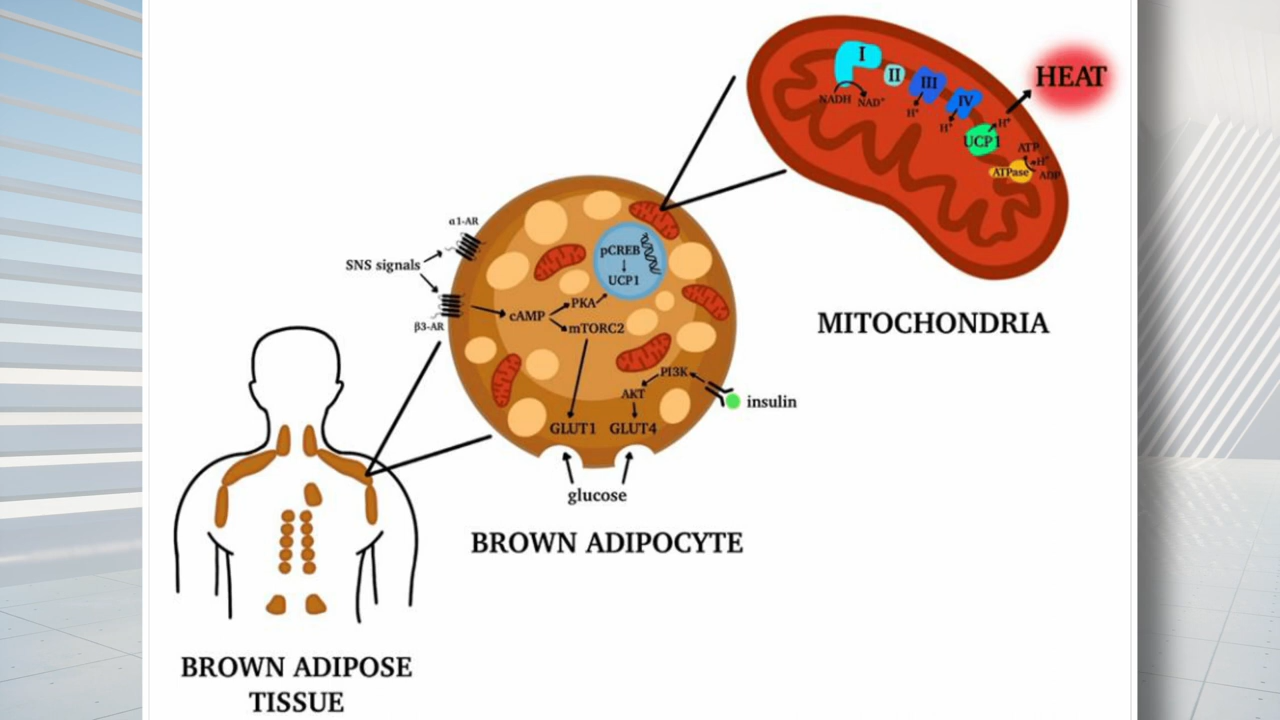 I
II
III
IV
NADH
NAD⁺
H⁺
H⁺
UCP1
H⁺
HEAT
ATP
H⁺
ATPase
ADP
MITOCHONDRIA
α1-AR
SNS signals
β3-AR
pCREB
UCP1
cAMP
PKA
mTORC2
PI3K
AKT
insulin
GLUT1
GLUT4
glucose
BROWN ADIPOCYTE
BROWN ADIPOSE
TISSUE